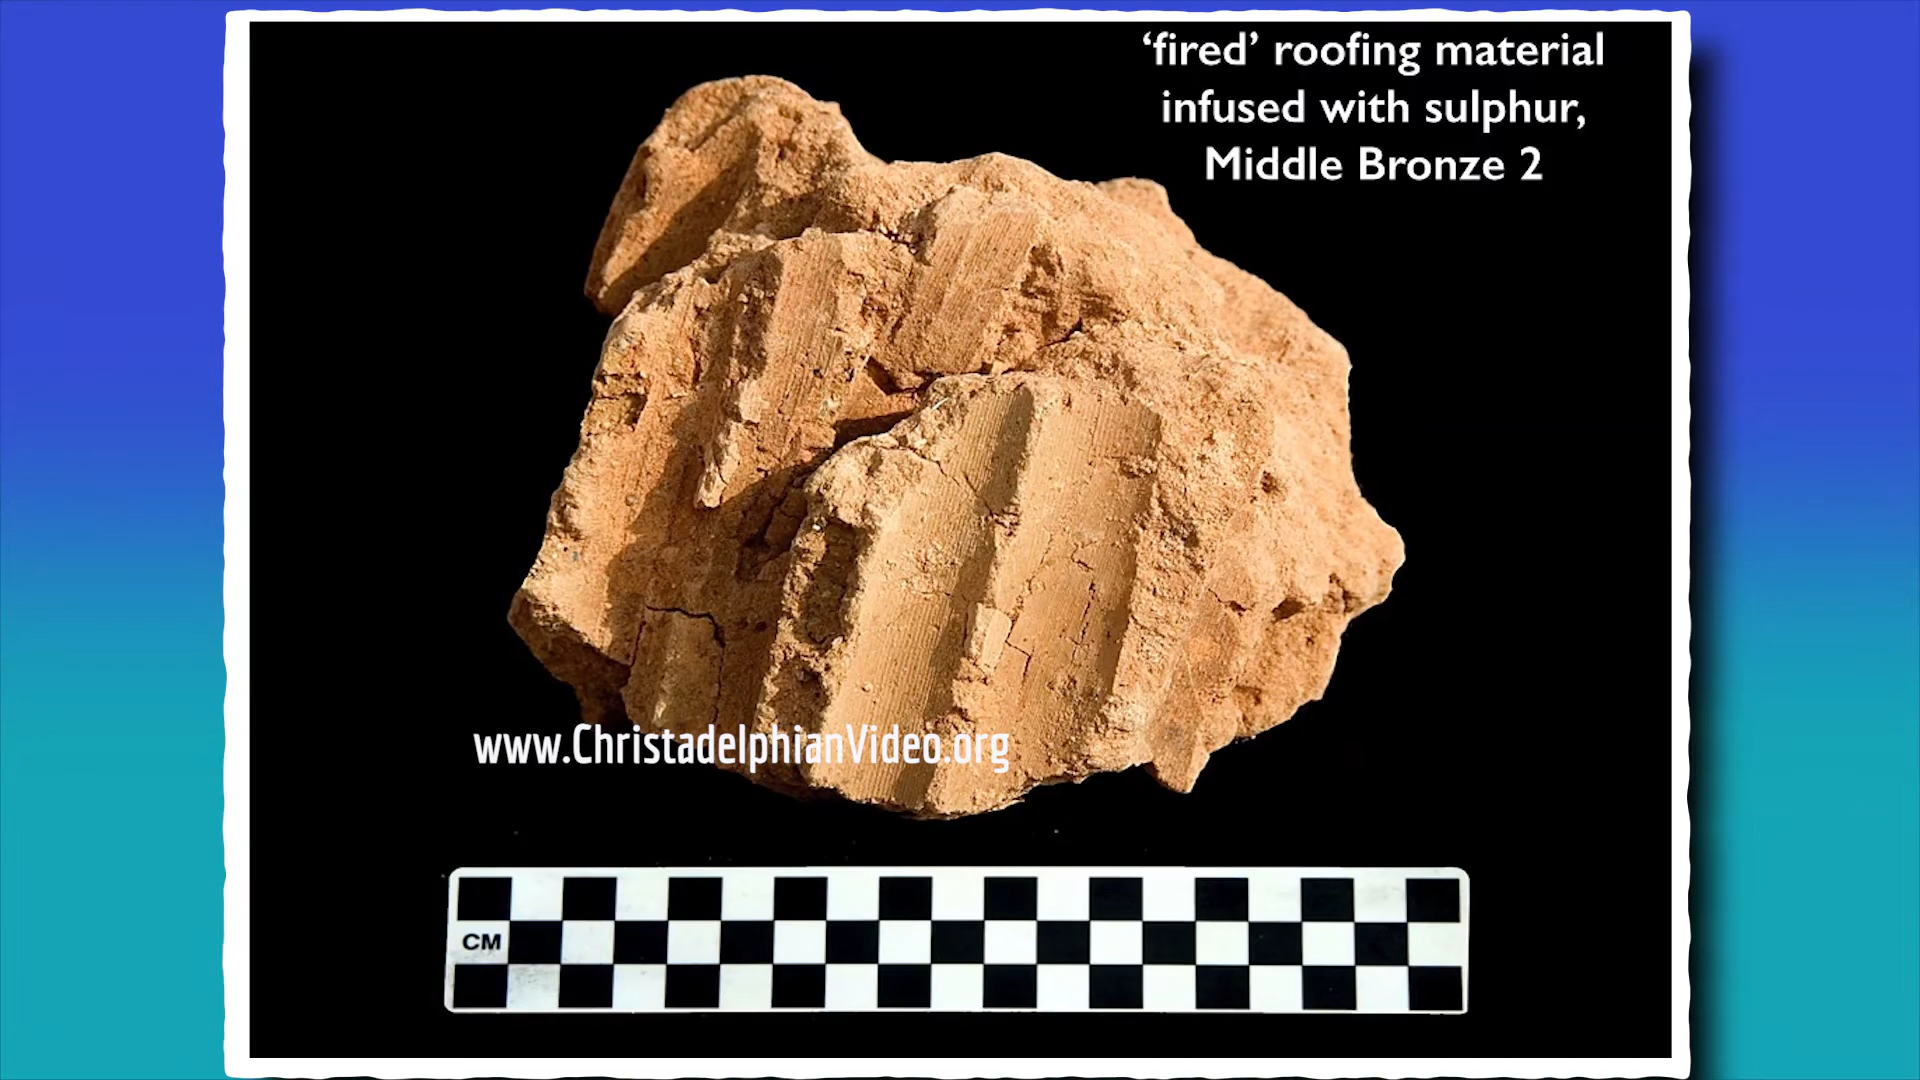 ‘fired’ roofing material
infused with sulphur,
Middle Bronze 2
www.ChristadelphianVideo.org
CM